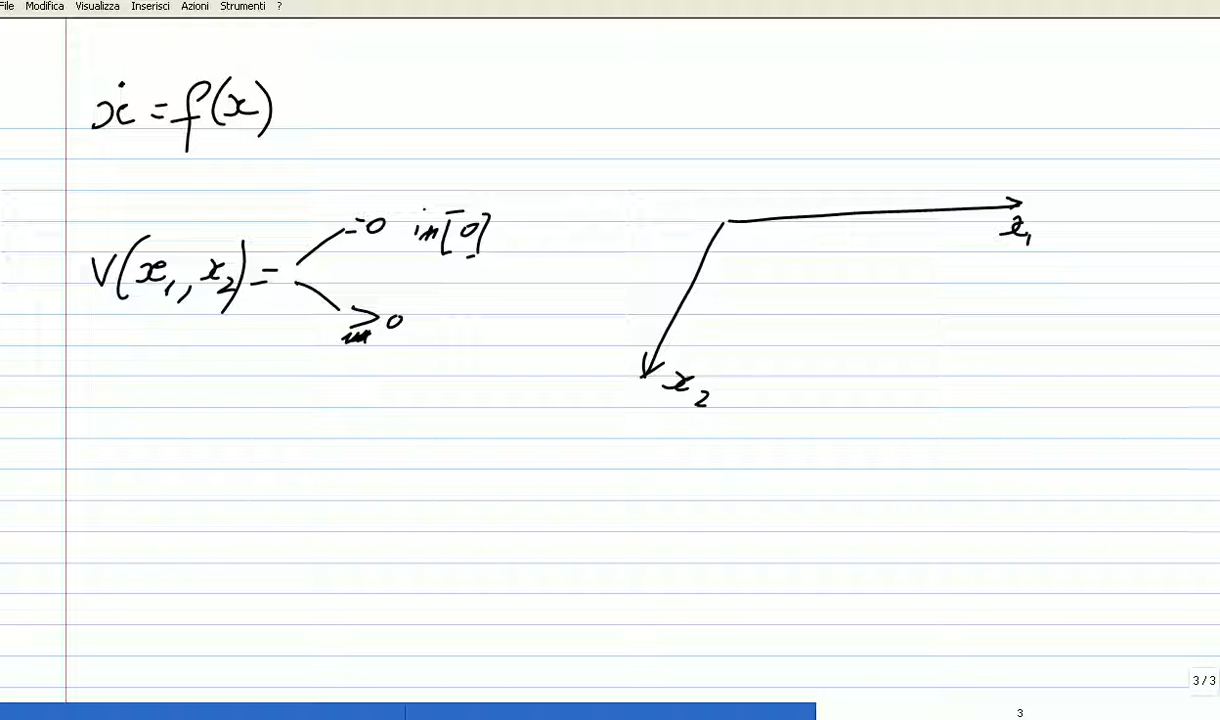 File Modifica Visualizza Inserisci Azioni Strumenti ?
ẋ = f(x)
V(x₁, x₂) =
=0 in [0]
≥ 0
x₁
x₂
3/3
3